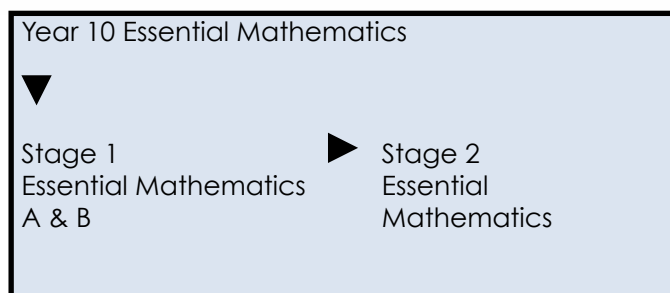 Year 10 Essential Mathematics
Stage 1
Essential Mathematics
A & B
Stage 2
Essential
Mathematics